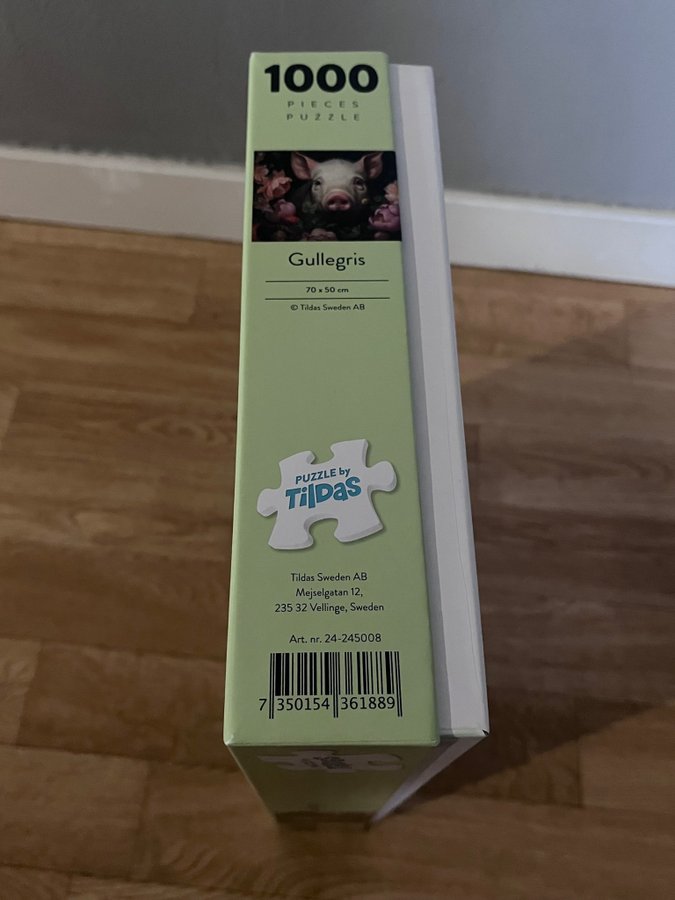 1000
PIECES
PUZZLE
Gullegris
70 x 50 cm
© Tildas Sweden AB
PUZZLE by
TilDas
Tildas Sweden AB
Mejselgatan 12,
235 32 Vellinge, Sweden
Art. nr. 24-245008
7 350154 361889